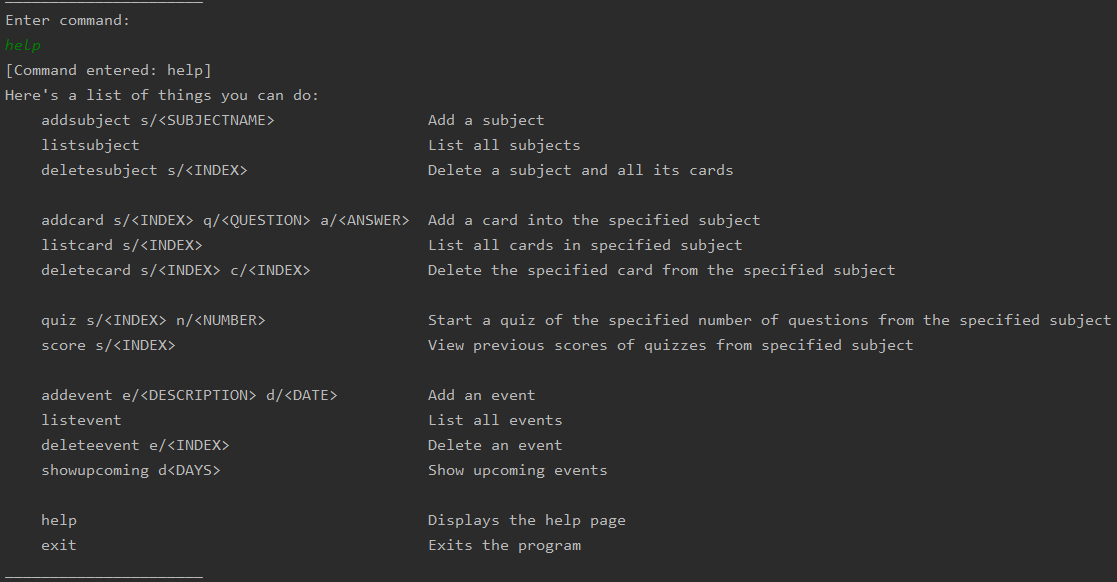 Enter command:
help
[Command entered: help]
Here's a list of things you can do:
addsubject s/<SUBJECTNAME> Add a subject
listsubject List all subjects
deletesubject s/<INDEX> Delete a subject and all its cards
addcard s/<INDEX> q/<QUESTION> a/<ANSWER> Add a card into the specified subject
listcard s/<INDEX> List all cards in specified subject
deletecard s/<INDEX> c/<INDEX> Delete the specified card from the specified subject
quiz s/<INDEX> n/<NUMBER> Start a quiz of the specified number of questions from the specified subject
score s/<INDEX> View previous scores of quizzes from specified subject
addevent e/<DESCRIPTION> d/<DATE> Add an event
listevent List all events
deleteevent e/<INDEX> Delete an event
showupcoming d<DAYS> Show upcoming events
help Displays the help page
exit Exits the program